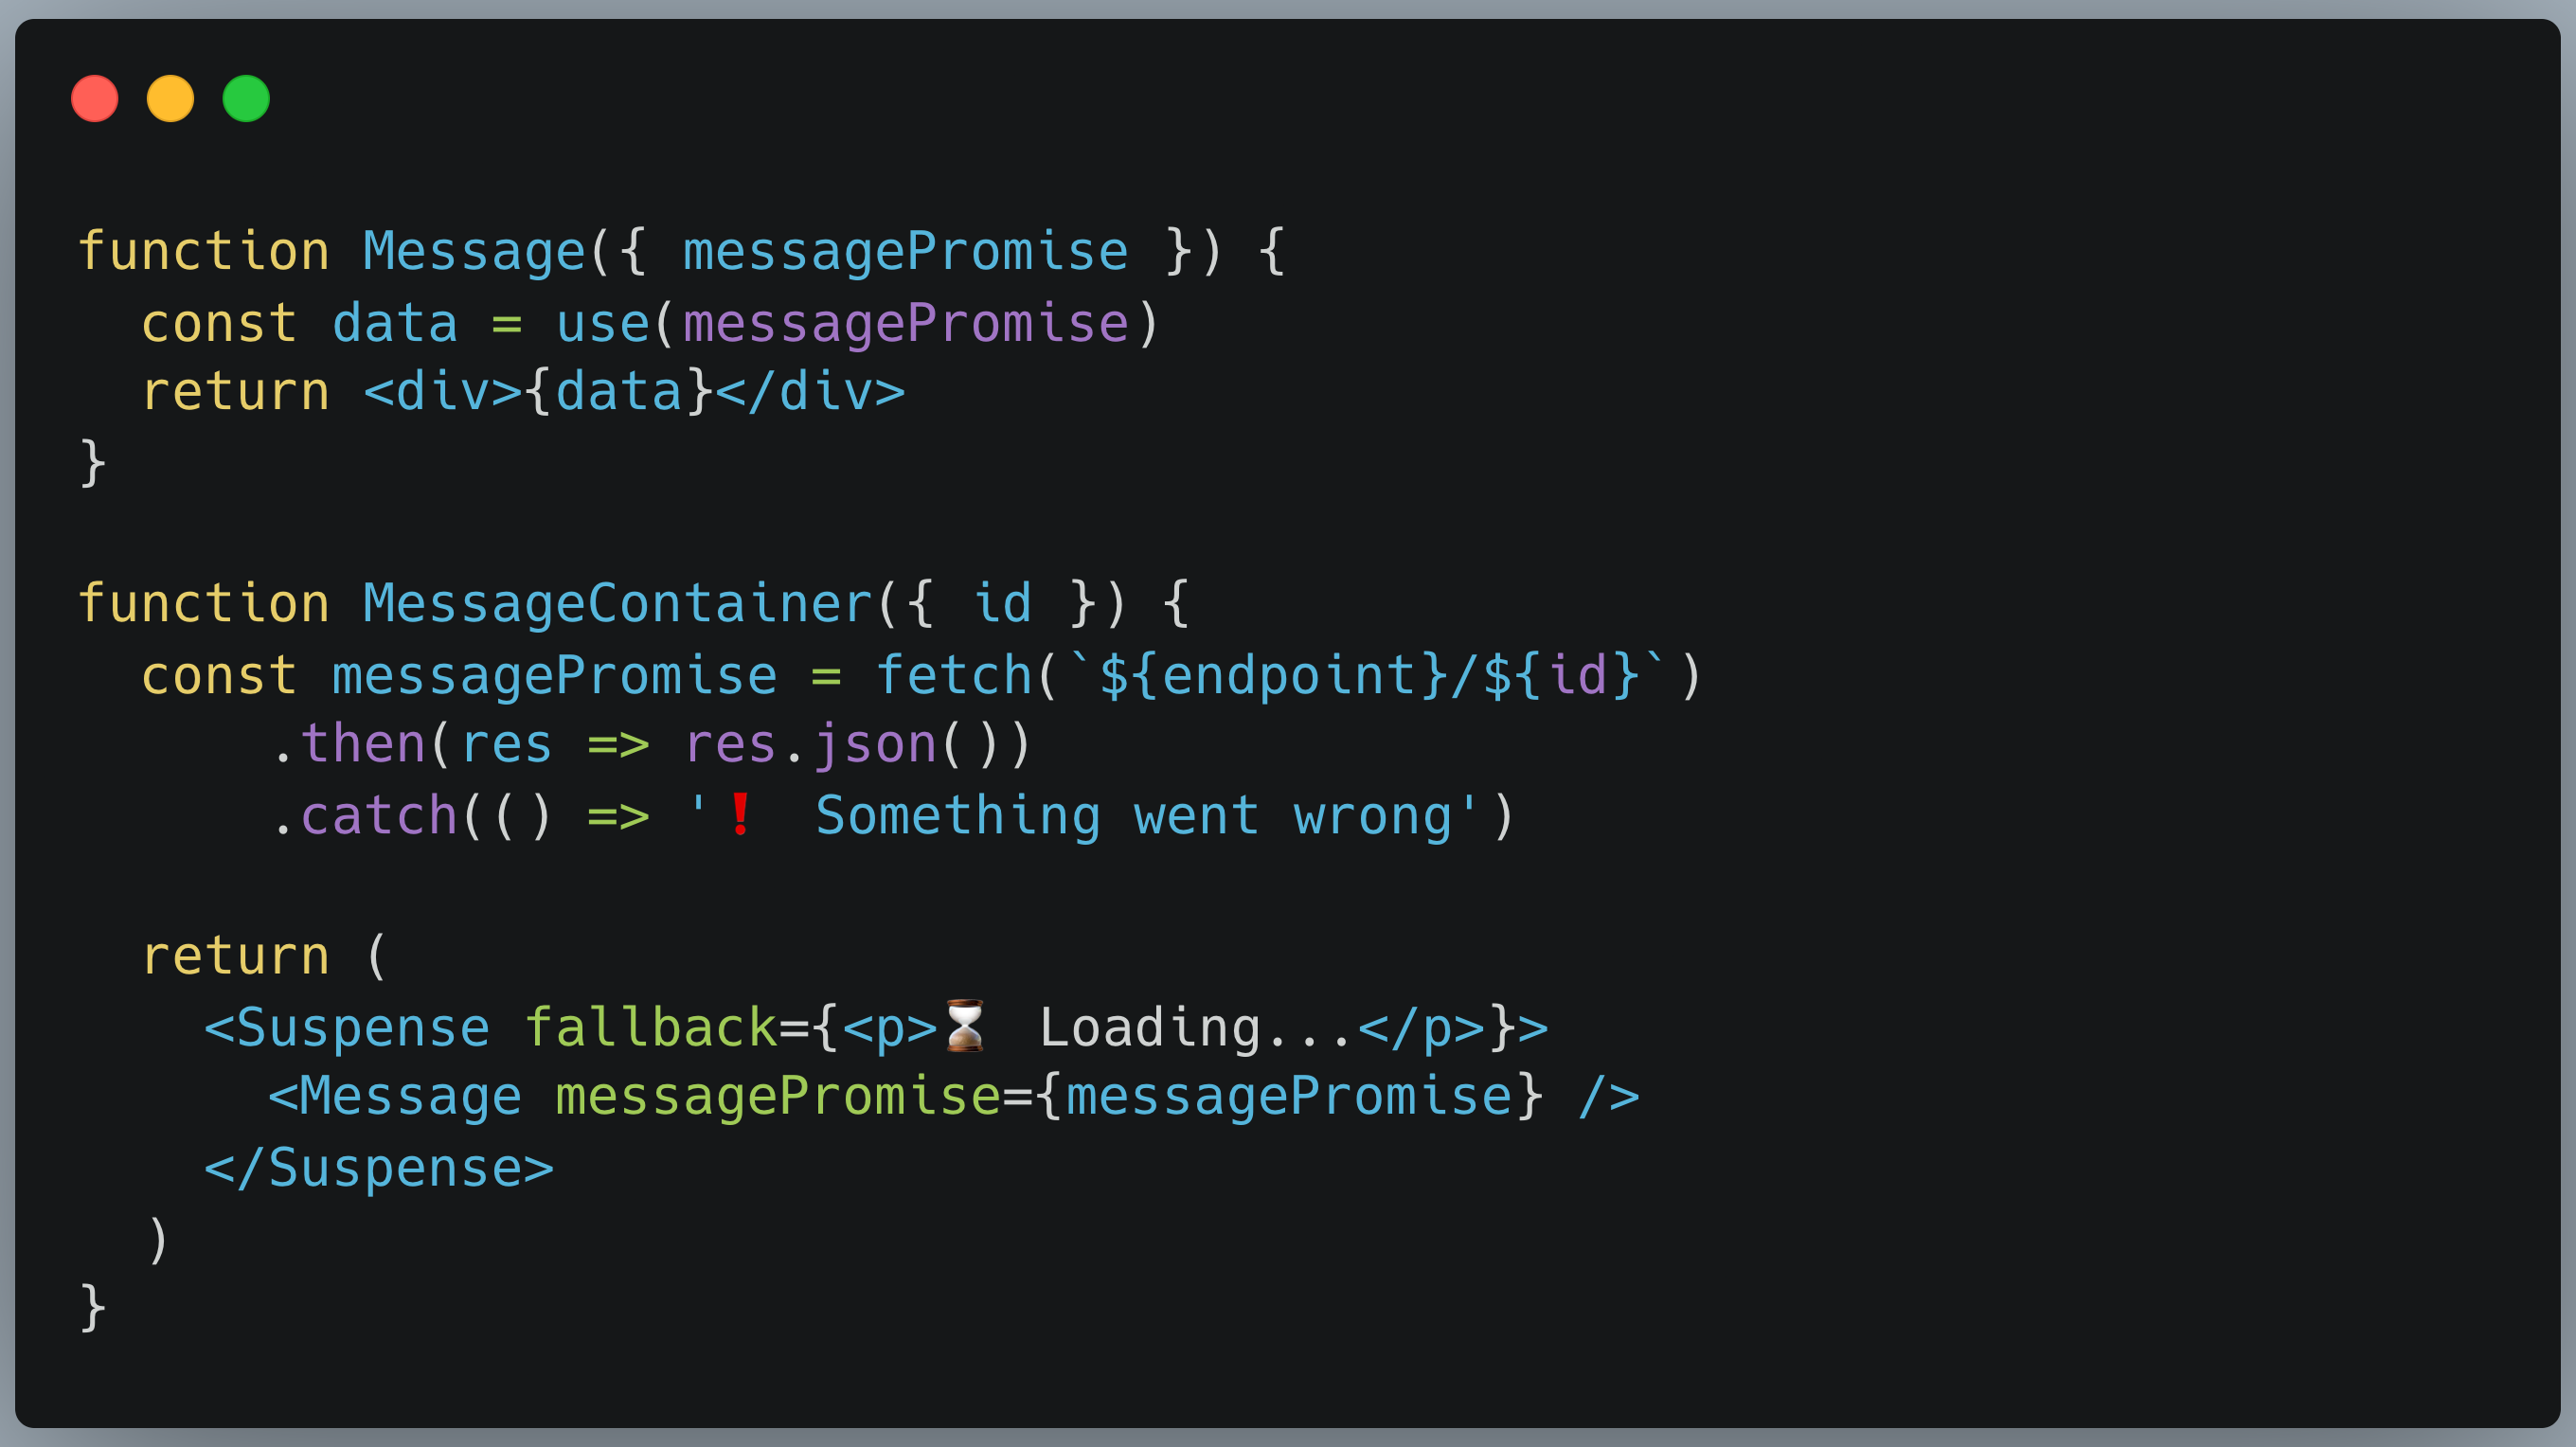 function Message({ messagePromise }) {
  const data = use(messagePromise)
  return <div>{data}</div>
}

function MessageContainer({ id }) {
  const messagePromise = fetch(`${endpoint}/${id}`)
      .then(res => res.json())
      .catch(() => '❗ Something went wrong')

  return (
    <Suspense fallback={<p>⏳ Loading...</p>}>
      <Message messagePromise={messagePromise} />
    </Suspense>
  )
}